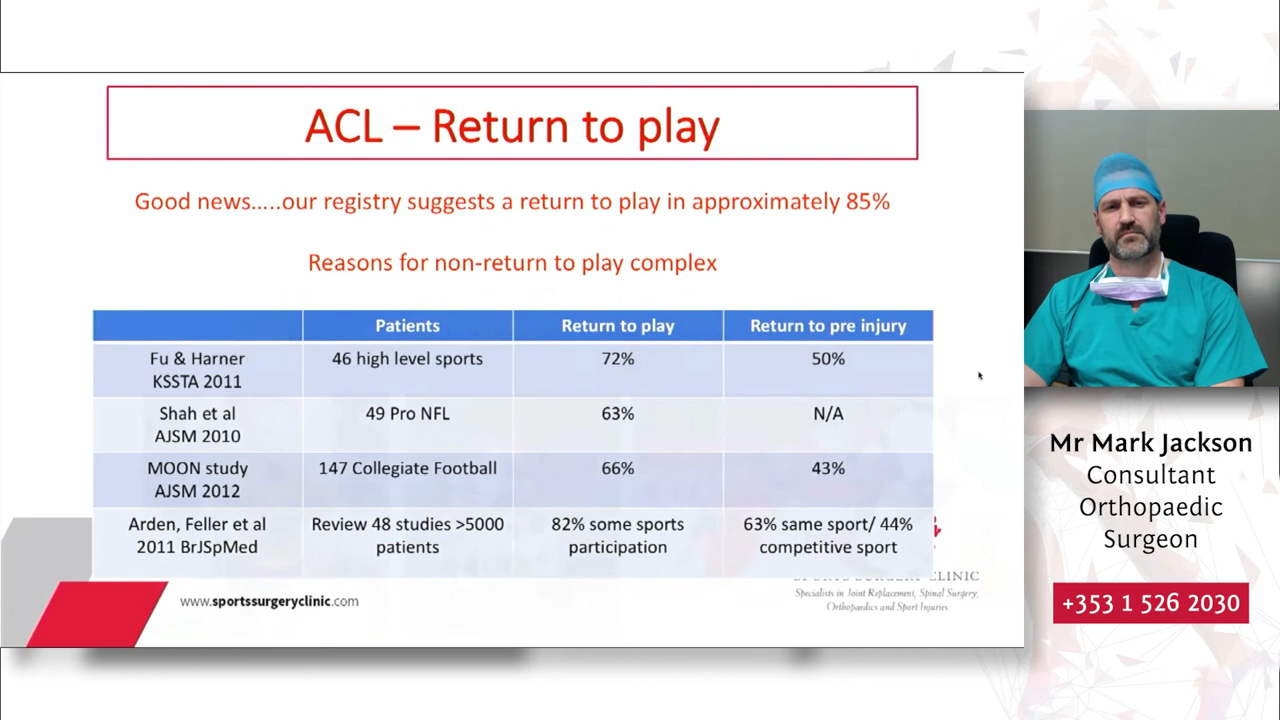 ACL – Return to play
Good news.....our registry suggests a return to play in approximately 85%
Reasons for non-return to play complex
Patients Return to play Return to pre injury
Fu & Harner KSSTA 2011 46 high level sports 72% 50%
Shah et al AJSM 2010 49 Pro NFL 63% N/A
MOON study AJSM 2012 147 Collegiate Football 66% 43%
Arden, Feller et al 2011 BrJSpMed Review 48 studies >5000 patients 82% some sports participation 63% same sport/ 44% competitive sport
SPORTS SURGERY CLINIC
Specialists in Joint Replacement, Spinal Surgery,
Orthopaedics and Sport Injuries
www.sportssurgeryclinic.com
Mr Mark Jackson
Consultant
Orthopaedic
Surgeon
+353 1 526 2030